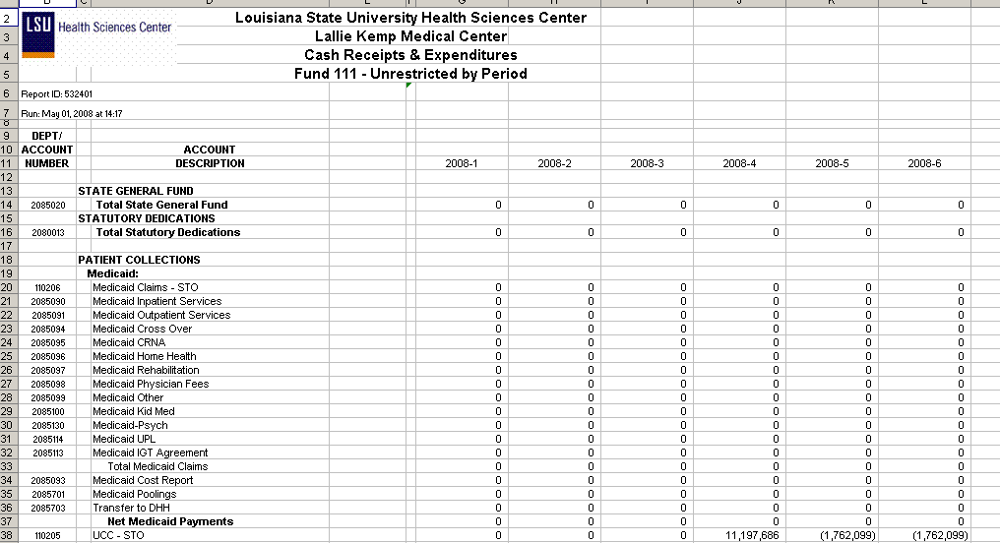 LSU Health Sciences Center
Louisiana State University Health Sciences Center
Lallie Kemp Medical Center
Cash Receipts & Expenditures
Fund 111 - Unrestricted by Period
2
3
4
5
6 Report ID: 532401
7 Run: May 01, 2008 at 14:17
8
9 DEPT/
10 ACCOUNT ACCOUNT
11 NUMBER DESCRIPTION 2008-1 2008-2 2008-3 2008-4 2008-5 2008-6
12
13 STATE GENERAL FUND
14 2085020 Total State General Fund 0 0 0 0 0 0
15 STATUTORY DEDICATIONS
16 2080013 Total Statutory Dedications 0 0 0 0 0 0
17
18 PATIENT COLLECTIONS
19 Medicaid:
20 110206 Medicaid Claims - STO 0 0 0 0 0 0
21 2085090 Medicaid Inpatient Services 0 0 0 0 0 0
22 2085091 Medicaid Outpatient Services 0 0 0 0 0 0
23 2085094 Medicaid Cross Over 0 0 0 0 0 0
24 2085095 Medicaid CRNA 0 0 0 0 0 0
25 2085096 Medicaid Home Health 0 0 0 0 0 0
26 2085097 Medicaid Rehabilitation 0 0 0 0 0 0
27 2085098 Medicaid Physician Fees 0 0 0 0 0 0
28 2085099 Medicaid Other 0 0 0 0 0 0
29 2085100 Medicaid Kid Med 0 0 0 0 0 0
30 2085130 Medicaid-Psych 0 0 0 0 0 0
31 2085114 Medicaid UPL 0 0 0 0 0 0
32 2085113 Medicaid IGT Agreement 0 0 0 0 0 0
33 Total Medicaid Claims 0 0 0 0 0 0
34 2085093 Medicaid Cost Report 0 0 0 0 0 0
35 2085701 Medicaid Poolings 0 0 0 0 0 0
36 2085703 Transfer to DHH 0 0 0 0 0 0
37 Net Medicaid Payments 0 0 0 0 0 0
38 110205 UCC - STO 0 0 0 11,197,686 (1,762,099) (1,762,099)